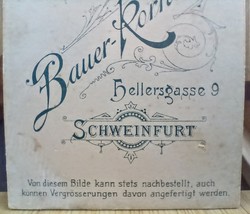 Bauer-Korn
Hellersgasse 9
SCHWEINFURT
Von diesem Bilde kann stets nachbestellt, auch
können Vergrösserungen davon angefertigt werden.